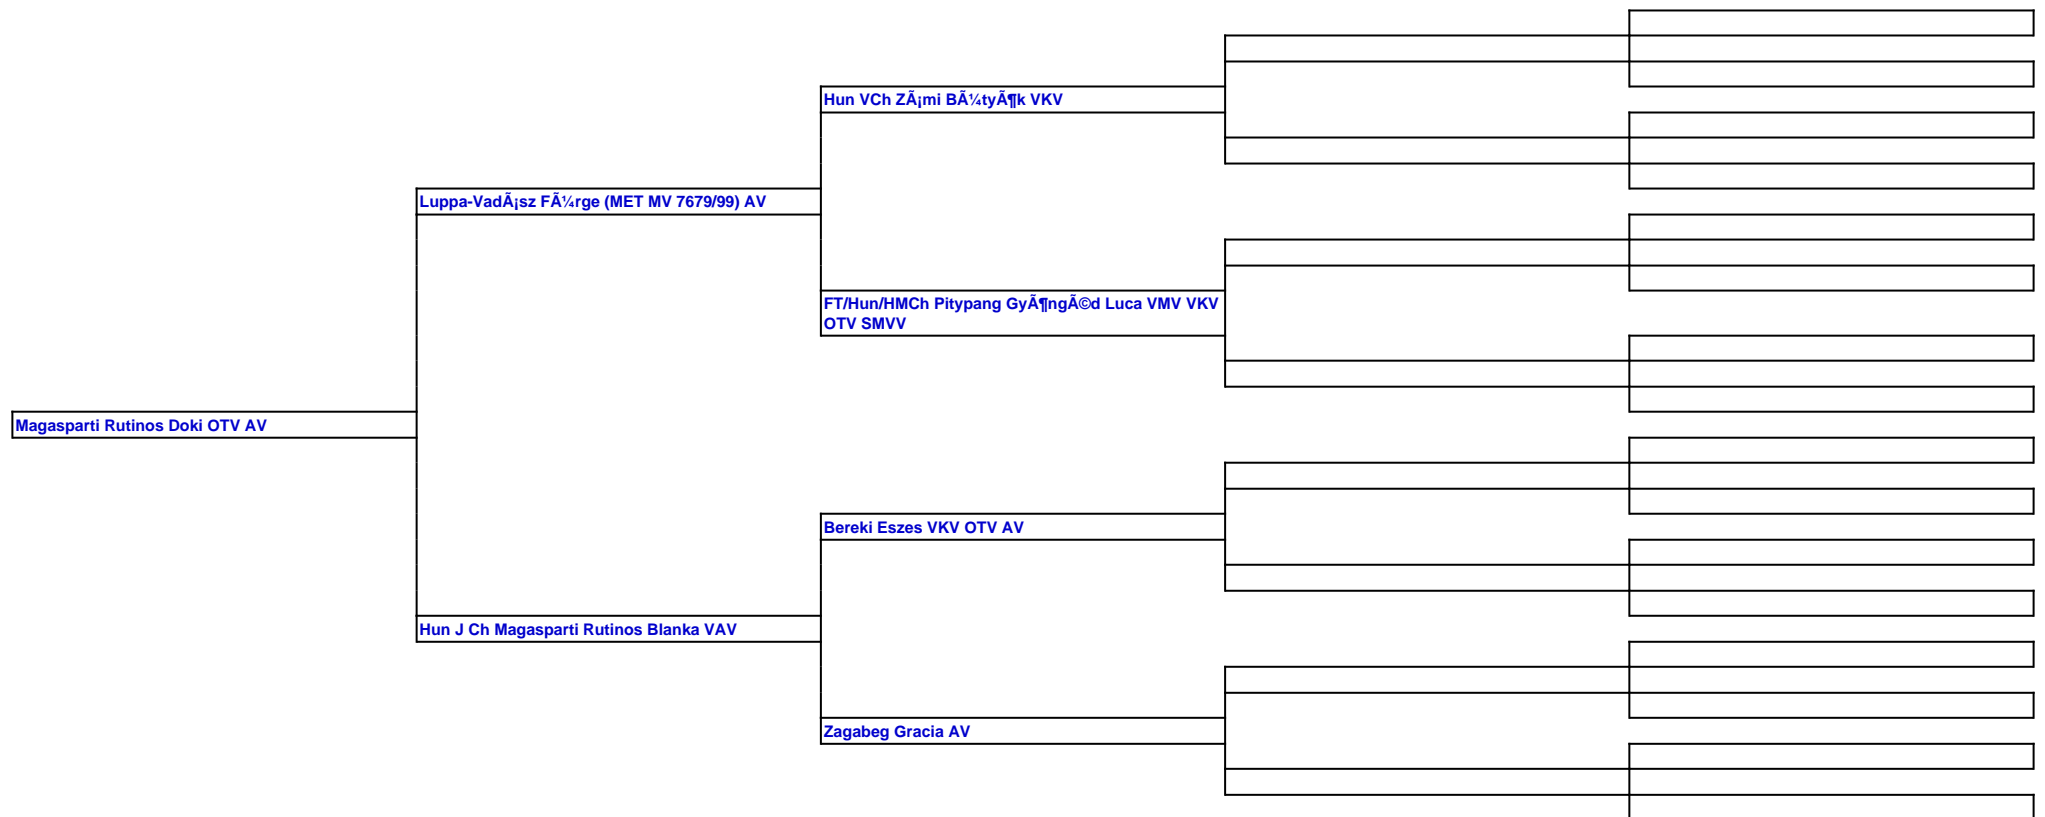 Hun VCh ZÃ¡mi BÃ¼tyÃ¶k VKV
Luppa-VadÃ¡sz FÃ¼rge (MET MV 7679/99) AV
FT/Hun/HMCh Pitypang GyÃ¶ngÃ©d Luca VMV VKV
OTV SMVV
Magasparti Rutinos Doki OTV AV
Bereki Eszes VKV OTV AV
Hun J Ch Magasparti Rutinos Blanka VAV
Zagabeg Gracia AV